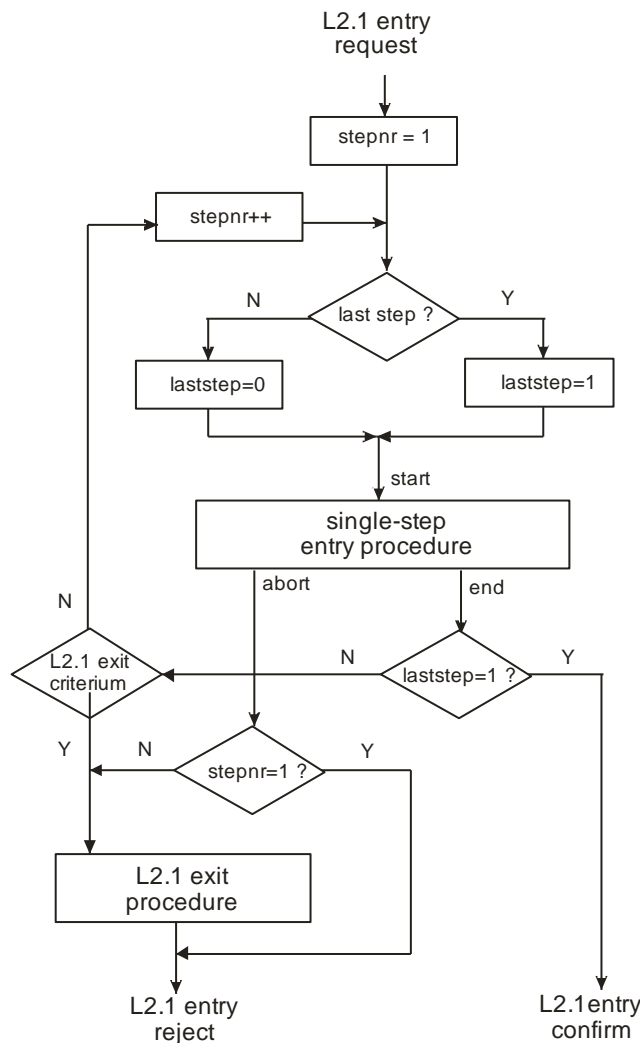 L2.1 entry
request
stepnr = 1
stepnr++
N
last step ?
Y
laststep=0
laststep=1
start
single-step
entry procedure
abort
end
N
L2.1 exit
criterium
N
laststep=1 ?
Y
Y
N
stepnr=1 ?
Y
L2.1 exit
procedure
L2.1 entry
reject
L2.1entry
confirm